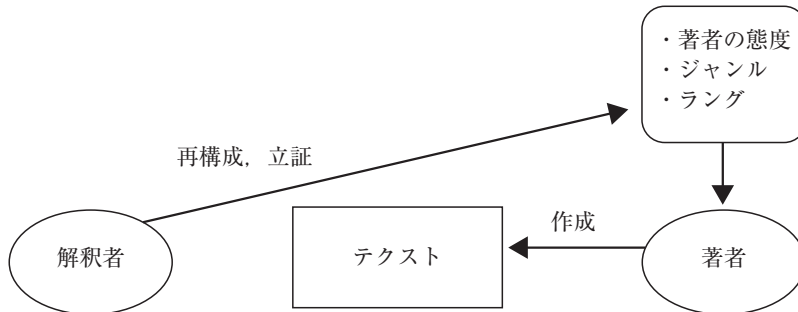 ・著者の態度
・ジャンル
・ラング
再構成，立証
作成
解釈者
テクスト
著者